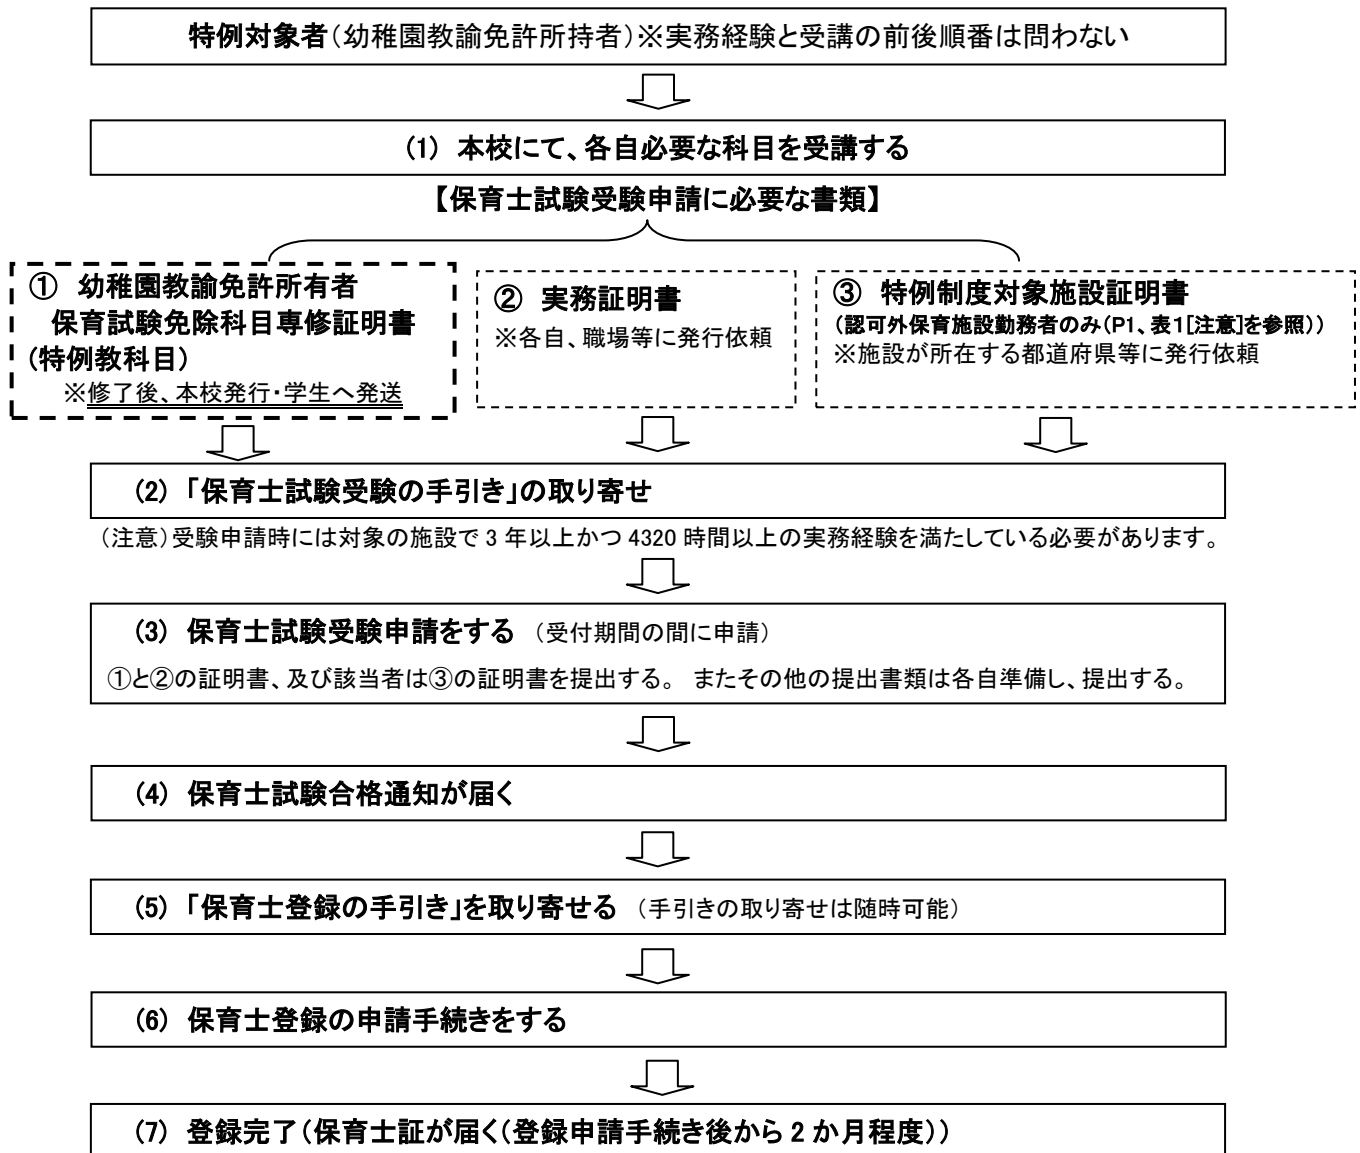 特例対象者(幼稚園教諭免許所持者)※実務経験と受講の前後順番は問わない
(1) 本校にて、各自必要な科目を受講する
【保育士試験受験申請に必要な書類】
① 幼稚園教諭免許所有者
保育試験免除科目専修証明書
(特例教科目)
※修了後、本校発行・学生へ発送
② 実務証明書
※各自、職場等に発行依頼
③ 特例制度対象施設証明書
(認可外保育施設勤務者のみ(P1、表1[注意]を参照))
※施設が所在する都道府県等に発行依頼
(2) 「保育士試験受験の手引き」の取り寄せ
(注意)受験申請時には対象の施設で 3 年以上かつ 4320 時間以上の実務経験を満たしている必要があります。
(3) 保育士試験受験申請をする (受付期間の間に申請)
①と②の証明書、及び該当者は③の証明書を提出する。 またその他の提出書類は各自準備し、提出する。
(4) 保育士試験合格通知が届く
(5) 「保育士登録の手引き」を取り寄せる (手引きの取り寄せは随時可能)
(6) 保育士登録の申請手続きをする
(7) 登録完了(保育士証が届く(登録申請手続き後から 2 か月程度))